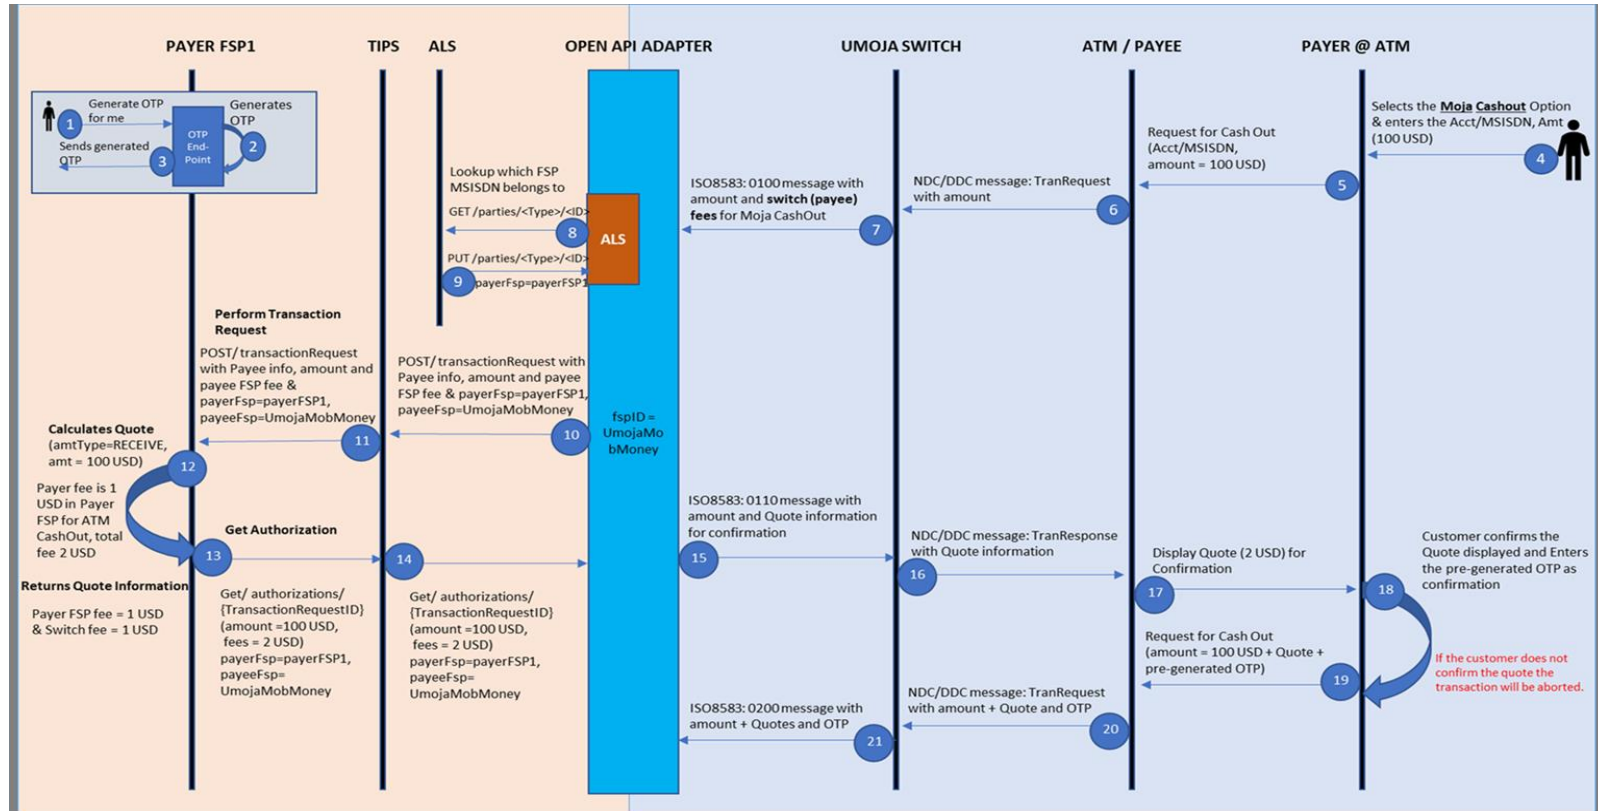 PAYER FSP1
TIPS
ALS
OPEN API ADAPTER
UMOJA SWITCH
ATM / PAYEE
PAYER @ ATM
1
Generate OTP
for me
OTP
End-
Point
Generates
OTP
2
Sends generated
OTP
3
Selects the Moja Cashout Option
& enters the Acct/MSISDN, Amt
(100 USD)
4
Request for Cash Out
(Acct/MSISDN,
amount = 100 USD)
5
NDC/DDC message: TranRequest
with amount
6
ISO8583: 0100 message with
amount and switch (payee)
fees for Moja CashOut
7
Lookup which FSP
MSISDN belongs to
GET /parties/<Type>/<ID>
8
ALS
PUT /parties/<Type>/<ID>
9
payerFsp=payerFSP1
Perform Transaction
Request
POST/ transactionRequest
with Payee info, amount and
payee FSP fee &
payerFsp=payerFSP1,
payeeFsp=UmojaMobMoney
11
POST/ transactionRequest with
Payee info, amount and payee
FSP fee & payerFsp=payerFSP1,
payeeFsp=UmojaMobMoney
10
fspID =
UmojaMo
bMoney
Calculates Quote
(amtType=RECEIVE,
amt = 100 USD)
12
Payer fee is 1
USD in Payer
FSP for ATM
CashOut, total
fee 2 USD
Returns Quote Information
Payer FSP fee = 1 USD
& Switch fee = 1 USD
Get Authorization
13
Get/ authorizations/
{TransactionRequestID}
(amount =100 USD,
fees = 2 USD)
payerFsp=payerFSP1,
payeeFsp=
UmojaMobMoney
14
Get/ authorizations/
{TransactionRequestID}
(amount =100 USD,
fees = 2 USD)
payerFsp=payerFSP1,
payeeFsp=
UmojaMobMoney
ISO8583: 0110 message with
amount and Quote information
for confirmation
15
NDC/DDC message: TranResponse
with Quote information
16
Display Quote (2 USD) for
Confirmation
17
Customer confirms the
Quote displayed and Enters
the pre-generated OTP as
confirmation
18
If the customer does not
confirm the quote the
transaction will be aborted.
Request for Cash Out
(amount = 100 USD + Quote +
pre-generated OTP)
19
NDC/DDC message: TranRequest
with amount + Quote and OTP
20
ISO8583: 0200 message with
amount + Quotes and OTP
21